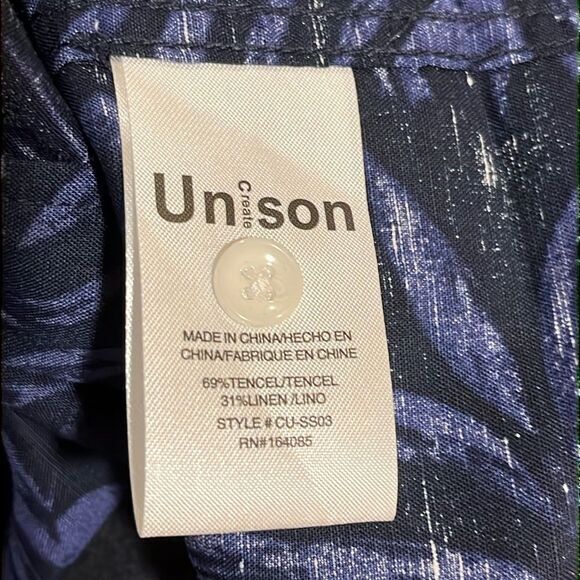 Create
Unison
MADE IN CHINA/HECHO EN
CHINA/FABRIQUE EN CHINE
69%TENCEL/TENCEL
31%LINEN /LINO
STYLE # CU-SS03
RN#164085